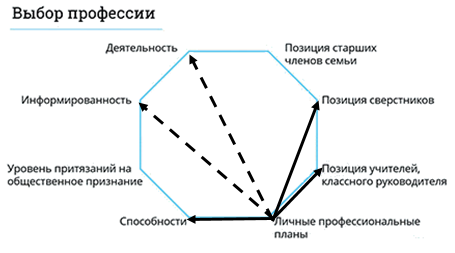 Выбор профессии
Деятельность
Позиция старших
членов семьи
Информированность
Позиция сверстников
Уровень притязаний на
общественное признание
Позиция учителей,
классного руководителя
Способности
Личные профессиональные
планы